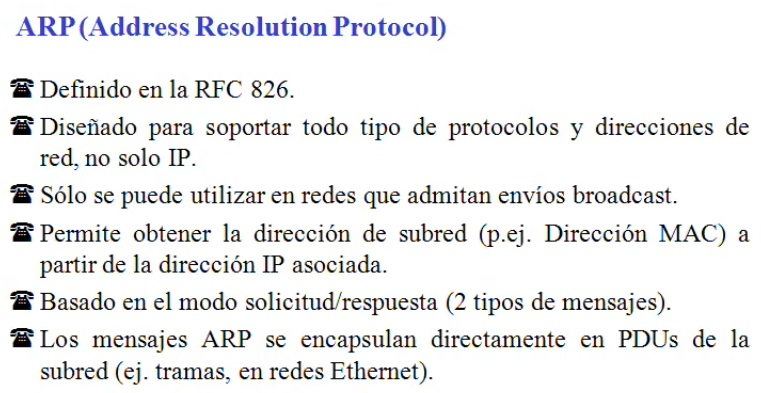 ARP (Address Resolution Protocol)
☎ Definido en la RFC 826.
☎ Diseñado para soportar todo tipo de protocolos y direcciones de
red, no solo IP.
☎ Sólo se puede utilizar en redes que admitan envíos broadcast.
☎ Permite obtener la dirección de subred (p.ej. Dirección MAC) a
partir de la dirección IP asociada.
☎ Basado en el modo solicitud/respuesta (2 tipos de mensajes).
☎ Los mensajes ARP se encapsulan directamente en PDUs de la
subred (ej. tramas, en redes Ethernet).